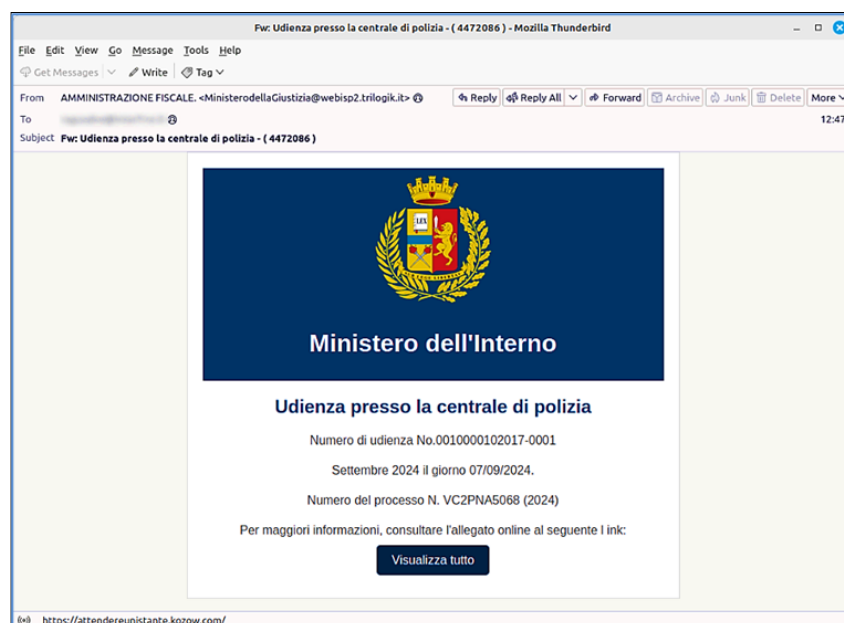 Fw: Udienza presso la centrale di polizia - ( 4472086 ) - Mozilla Thunderbird
File Edit View Go Message Tools Help
Get Messages Write Tag
From AMMINISTRAZIONE FISCALE. <MinisterodellaGiustizia@webisp2.trilogik.it> Reply Reply All Forward Archive Junk Delete More
To 12:47
Subject Fw: Udienza presso la centrale di polizia - ( 4472086 )
LEX
SUB LEGE LIBERTAS
Ministero dell'Interno
Udienza presso la centrale di polizia
Numero di udienza No.0010000102017-0001
Settembre 2024 il giorno 07/09/2024.
Numero del processo N. VC2PNA5068 (2024)
Per maggiori informazioni, consultare l'allegato online al seguente l ink:
Visualizza tutto
https://attendereunistante.kozow.com/